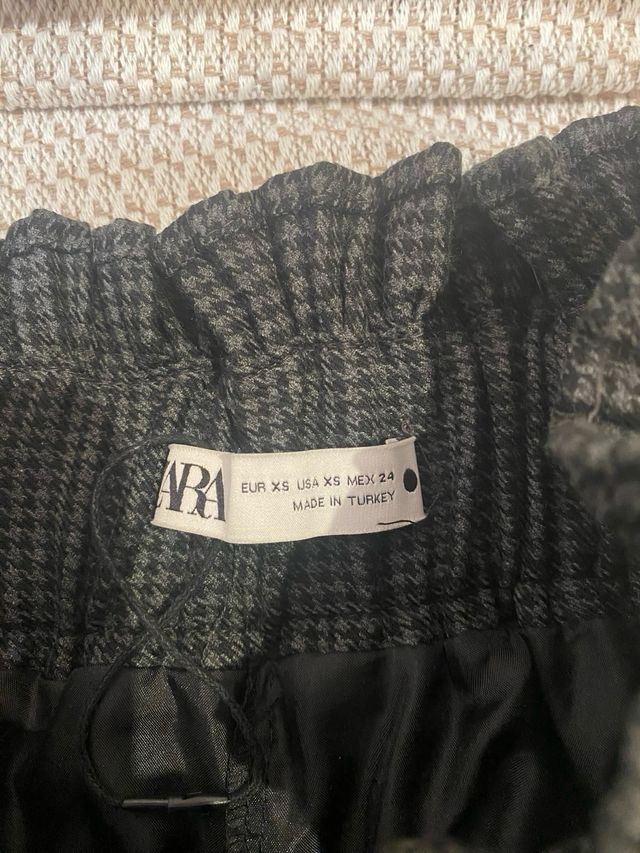 ZARA
EUR XS USA XS MEX 24
MADE IN TURKEY